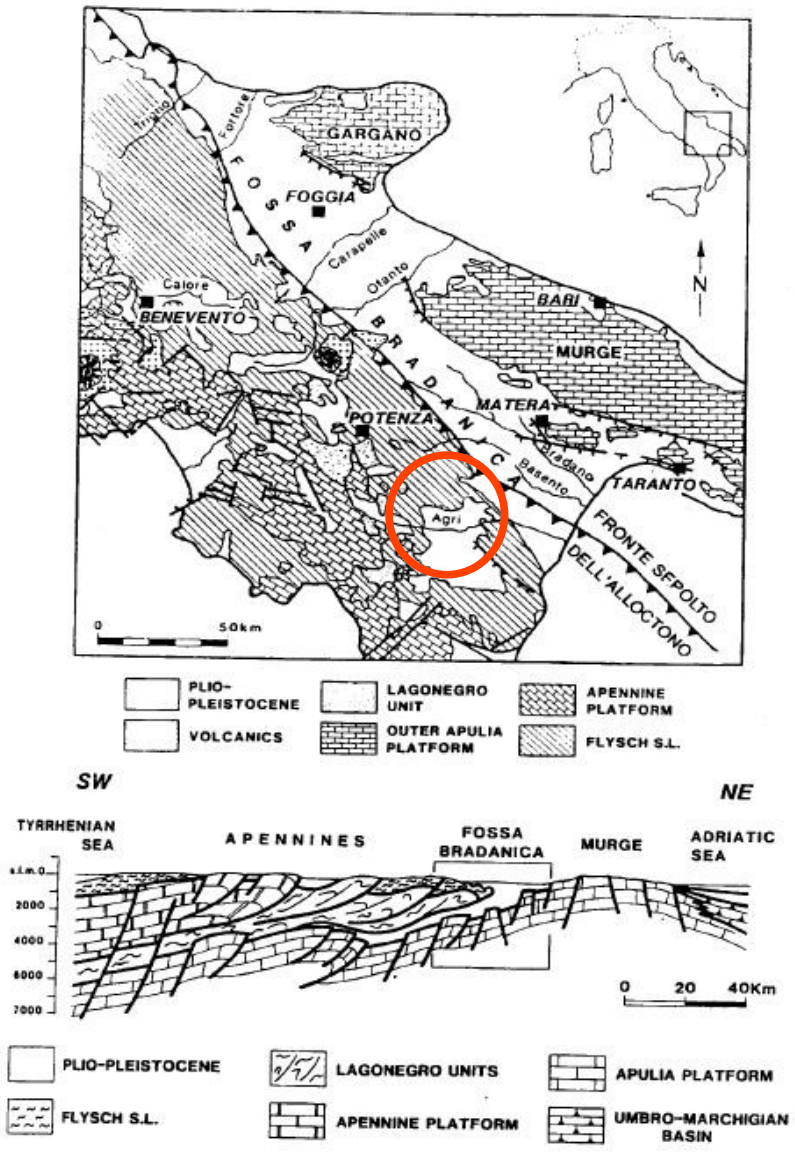 Trigno
Fortore
GARGANO
FOSSA
FOGGIA
Carapelle
Ofanto
Calore
BENEVENTO
BARI
N
MURGE
BRADANICA
POTENZA
MATERA
Bradano
Basento
TARANTO
Agri
FRONTE SEPOLTO
DELL'ALLOCTONO
0 50km
PLIO-
PLEISTOCENE
LAGONEGRO
UNIT
APENNINE
PLATFORM
VOLCANICS
OUTER APULIA
PLATFORM
FLYSCH S.L.
SW
NE
TYRRHENIAN
SEA
APENNINES
FOSSA
BRADANICA
MURGE
ADRIATIC
SEA
s.l.m.0
2000
4000
6000
7000
0 20 40Km
PLIO-PLEISTOCENE
LAGONEGRO UNITS
APULIA PLATFORM
FLYSCH S.L.
APENNINE PLATFORM
UMBRO-MARCHIGIAN
BASIN